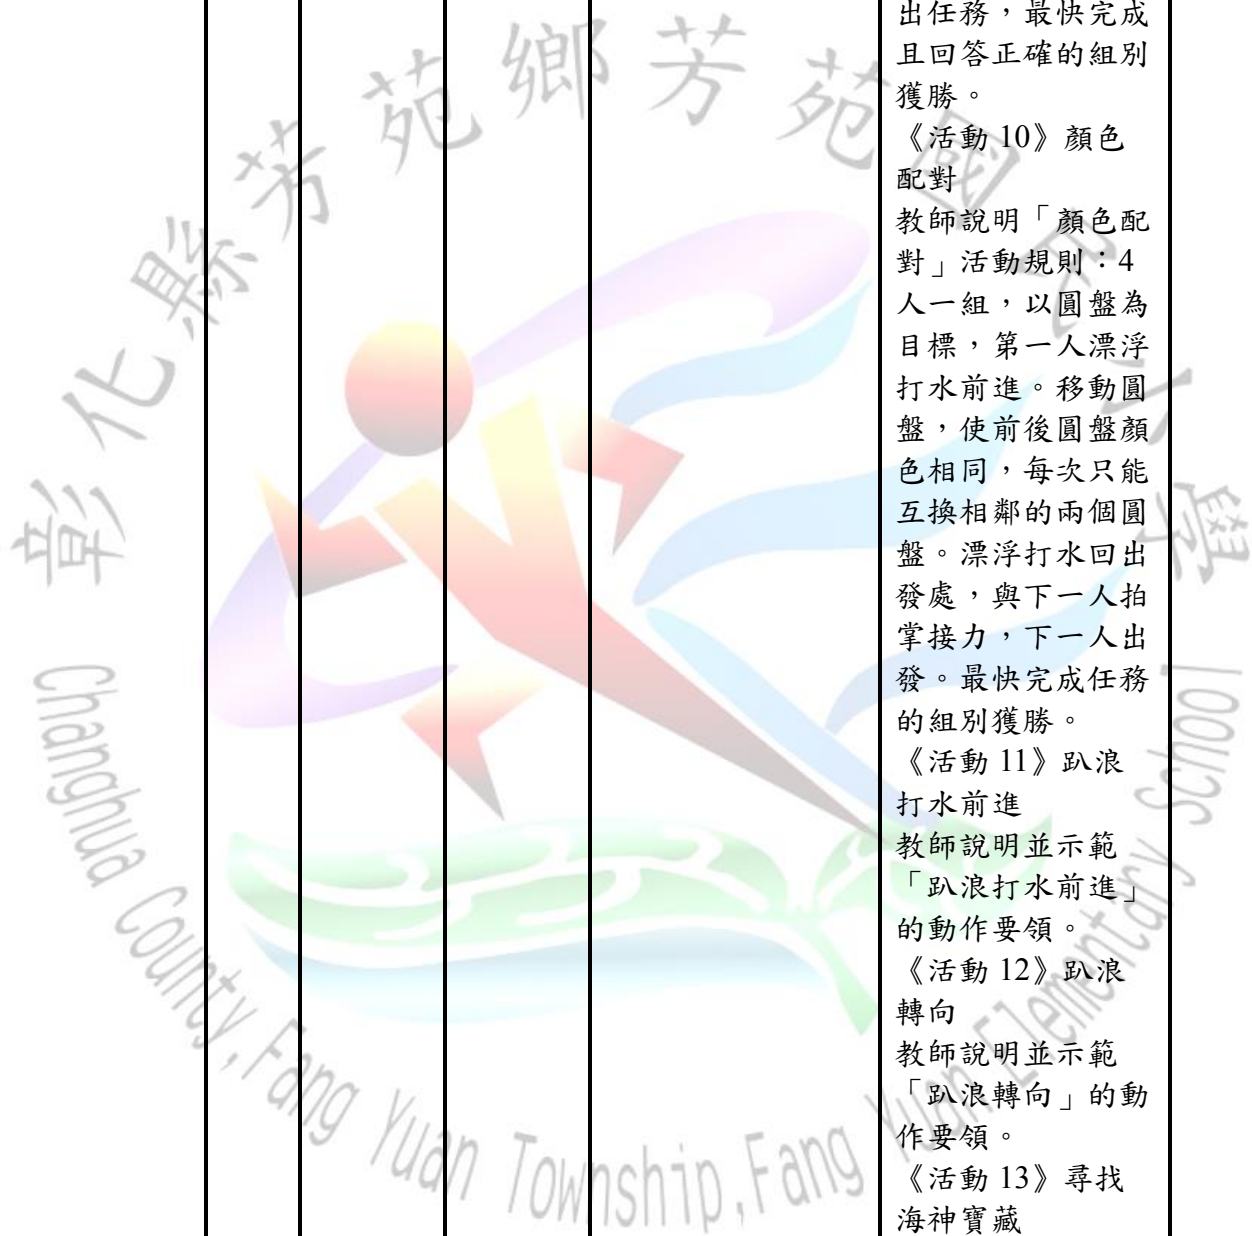 出任務，最快完成
且回答正確的組別
獲勝。
《活動 10》顏色
配對
教師說明「顏色配
對」活動規則：4
人一組，以圓盤為
目標，第一人漂浮
打水前進。移動圓
盤，使前後圓盤顏
色相同，每次只能
互換相鄰的兩個圓
盤。漂浮打水回出
發處，與下一人拍
掌接力，下一人出
發。最快完成任務
的組別獲勝。
《活動 11》趴浪
打水前進
教師說明並示範
「趴浪打水前進」
的動作要領。
《活動 12》趴浪
轉向
教師說明並示範
「趴浪轉向」的動
作要領。
《活動 13》尋找
海神寶藏
彰化縣芳苑鄉芳苑國民小學
Changhua County, Fang Yuan Township, Fang Yuan Elementary School